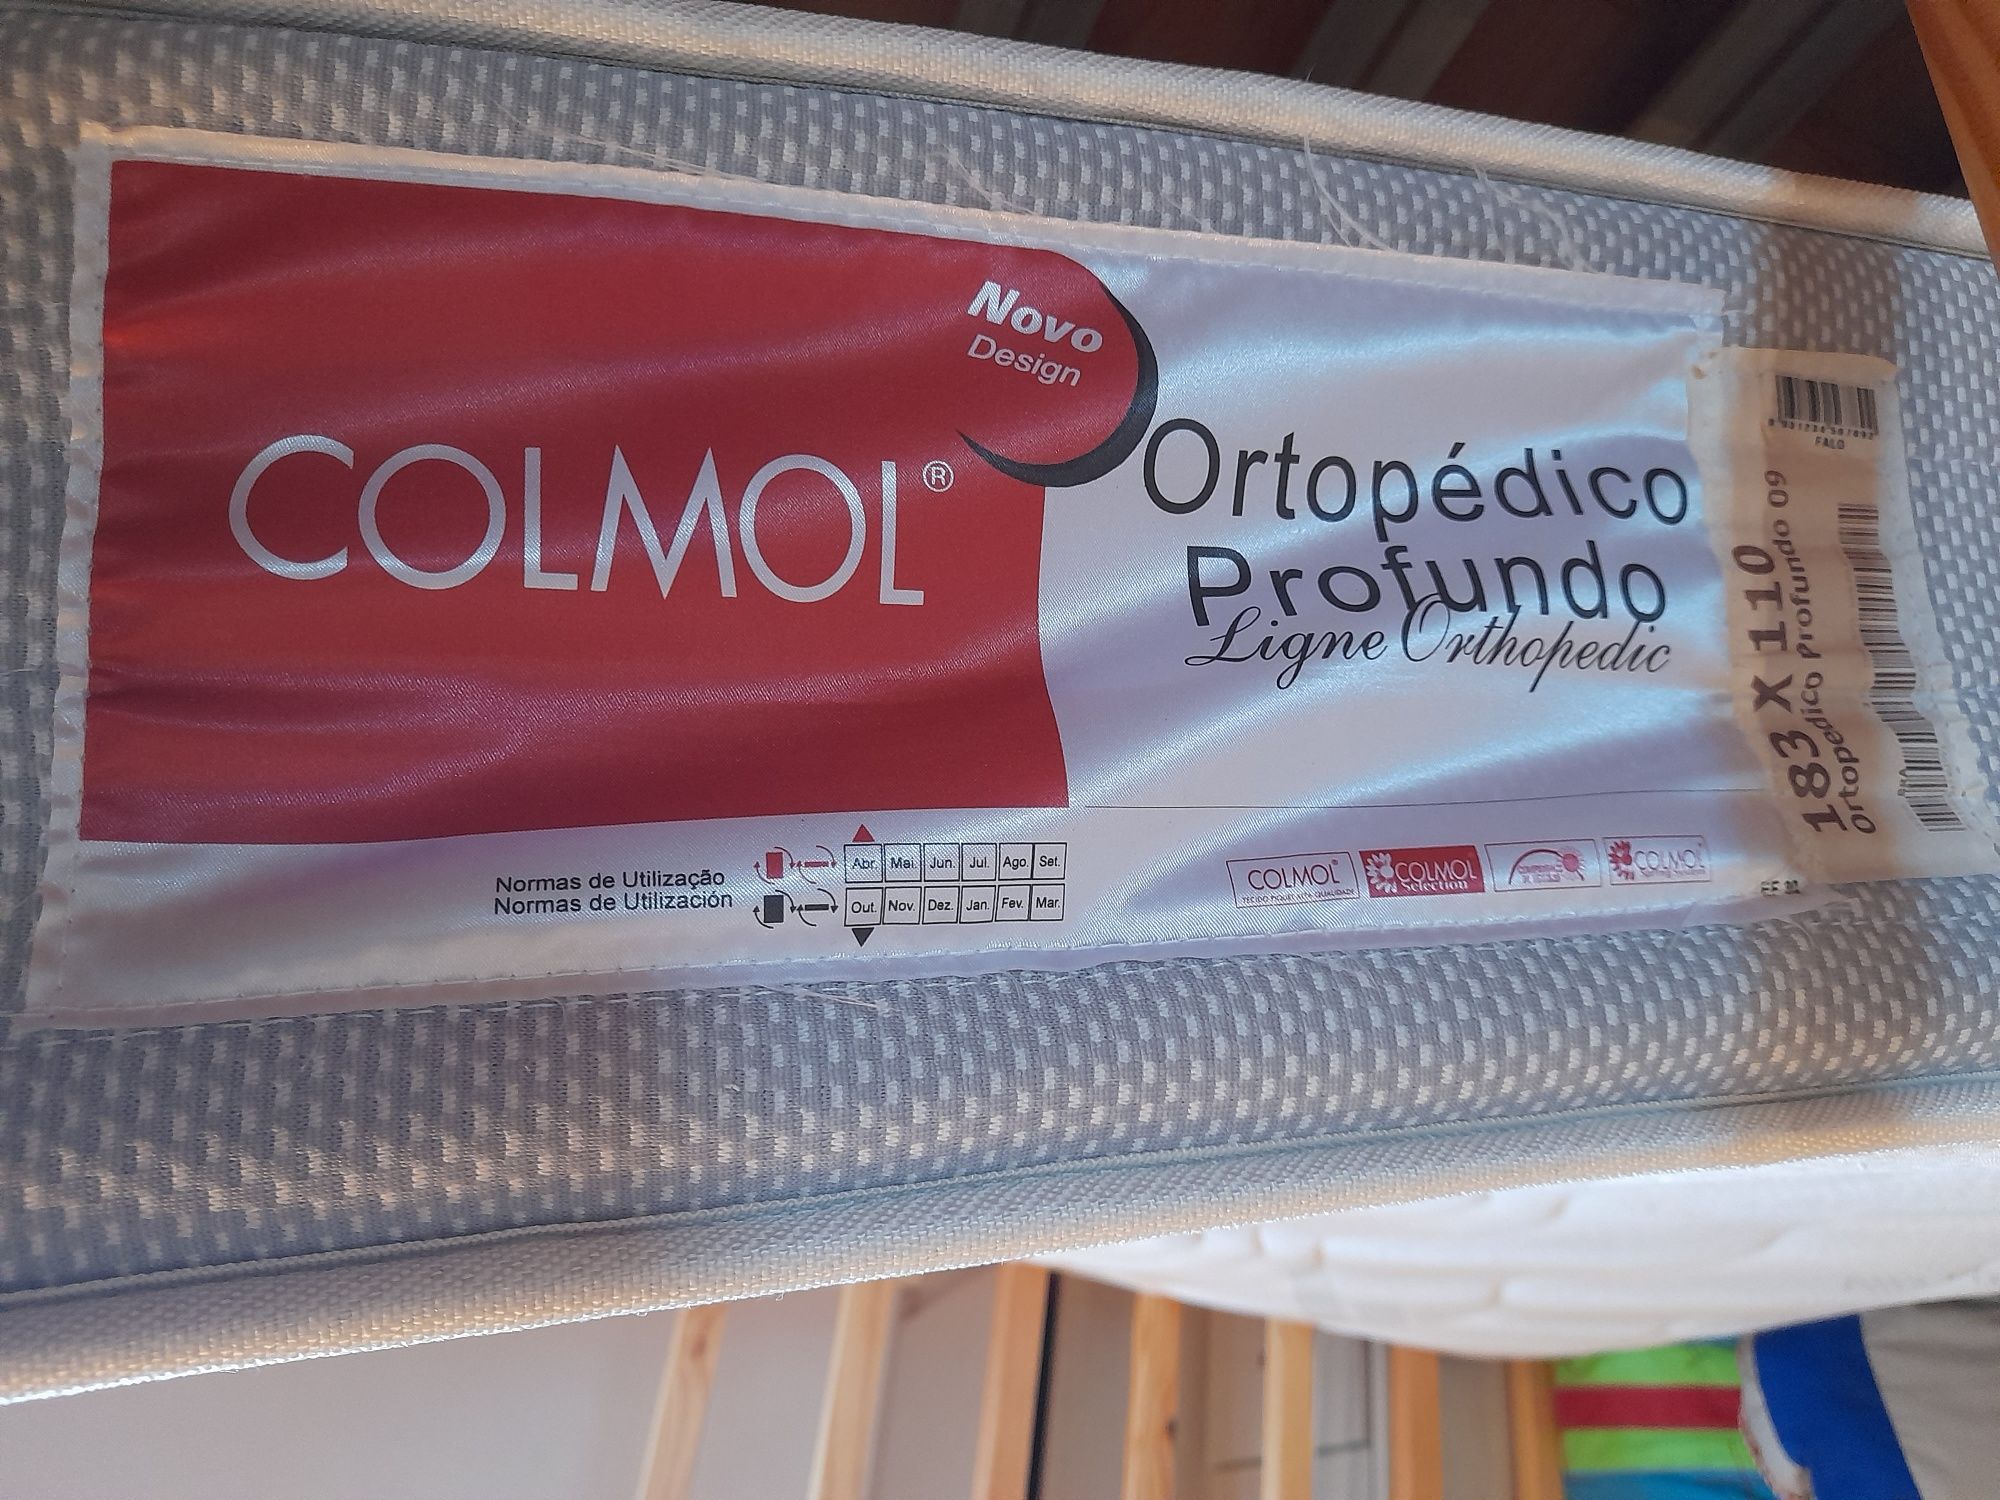 Novo
Design
COLMOL®
Ortopédico
Profundo
Ligne Orthopedic
Normas de Utilização
Normas de Utilización
Abr. Mai. Jun. Jul. Ago. Set.
Out. Nov. Dez. Jan. Fev. Mar.
COLMOL®
COLMOL
Selection
COLMOL
183 X 110
Ortopédico Profundo 09
FALO